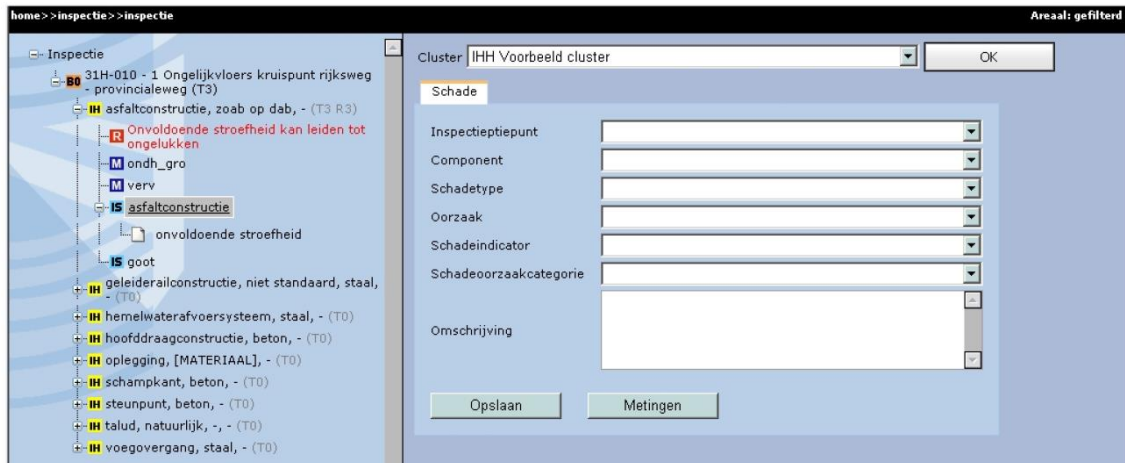 home>>inspectie>>inspectie
Areaal: gefilterd
Inspectie
BO 31H-010 - 1 Ongelijkvloers kruispunt rijksweg
- provincialeweg (T3)
IH asfaltconstructie, zoab op dab, - (T3 R3)
R Onvoldoende stroefheid kan leiden tot
ongelukken
M ondh_gro
M verv
IS asfaltconstructie
onvoldoende stroefheid
IS goot
IH geleiderailconstructie, niet standaard, staal,
- (T0)
IH hemelwaterafvoersysteem, staal, - (T0)
IH hoofddraagconstructie, beton, - (T0)
IH oplegging, [MATERIAAL], - (T0)
IH schampkant, beton, - (T0)
IH steunpunt, beton, - (T0)
IH talud, natuurlijk, -, - (T0)
IH voegovergang, staal, - (T0)
Cluster IHH Voorbeeld cluster OK
Schade
Inspectieptiepunt
Component
Schadetype
Oorzaak
Schadeindicator
Schadeoorzaakcategorie
Omschrijving
Opslaan Metingen